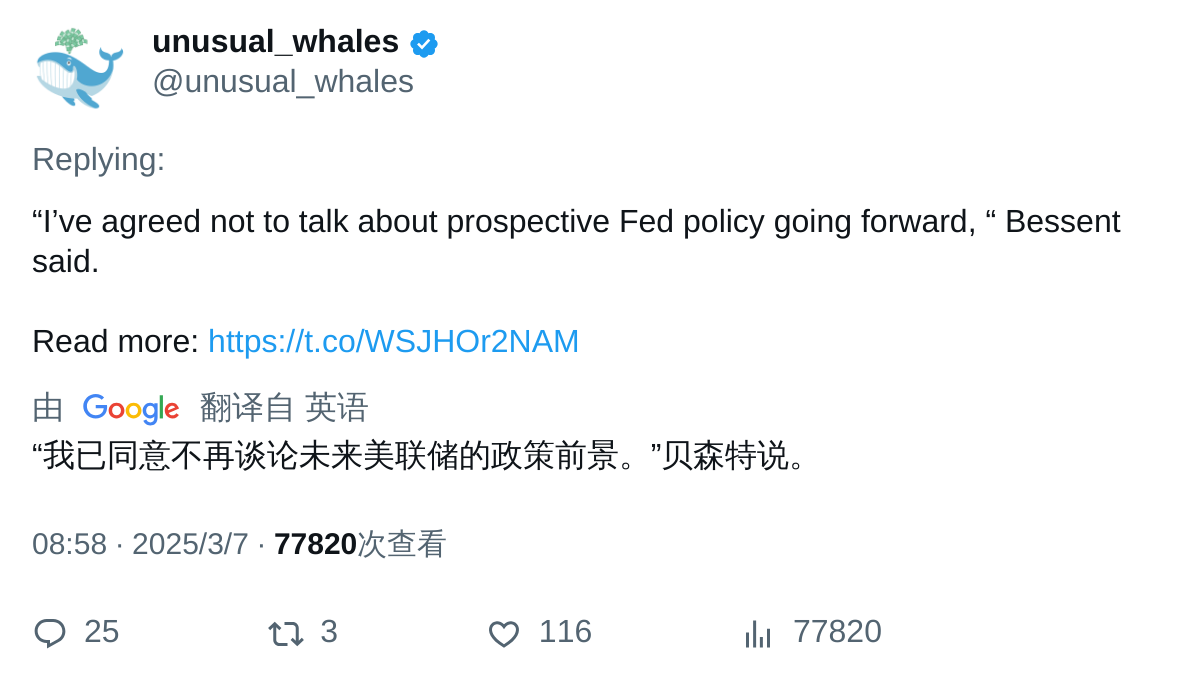 unusual_whales
@unusual_whales
Replying:
“I’ve agreed not to talk about prospective Fed policy going forward, “ Bessent
said.
Read more: https://t.co/WSJHOr2NAM
由 Google 翻译自 英语
“我已同意不再谈论未来美联储的政策前景。”贝森特说。
08:58 · 2025/3/7 · 77820次查看
25 3 116 77820